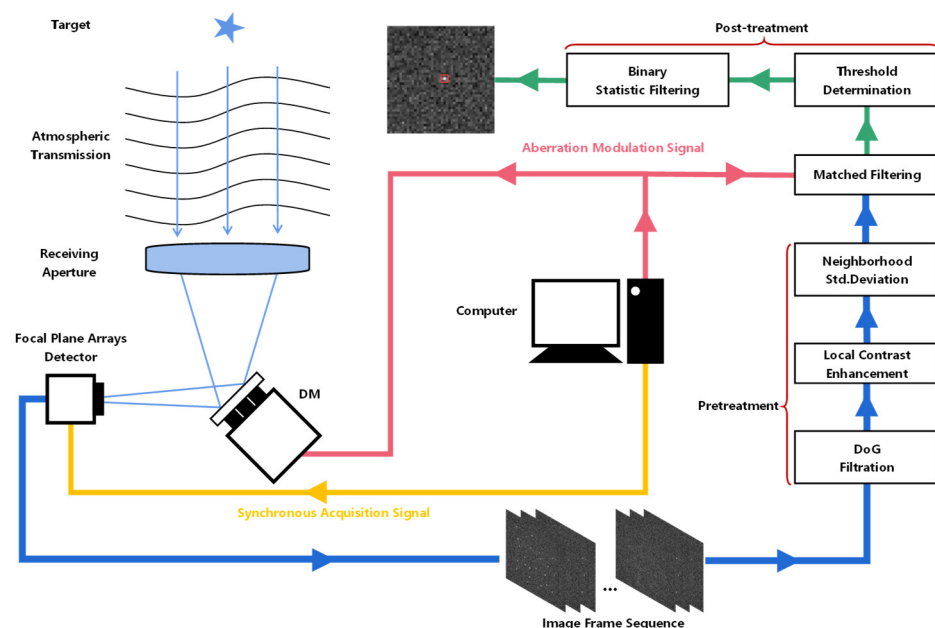 Target
Post-treatment
Binary
Statistic Filtering
Threshold
Determination
Atmospheric
Transmission
Aberration Modulation Signal
Matched Filtering
Receiving
Aperture
Neighborhood
Std.Deviation
Computer
Focal Plane Arrays
Detector
Local Contrast
Enhancement
DM
Pretreatment
DoG
Filtration
Synchronous Acquisition Signal
...
Image Frame Sequence